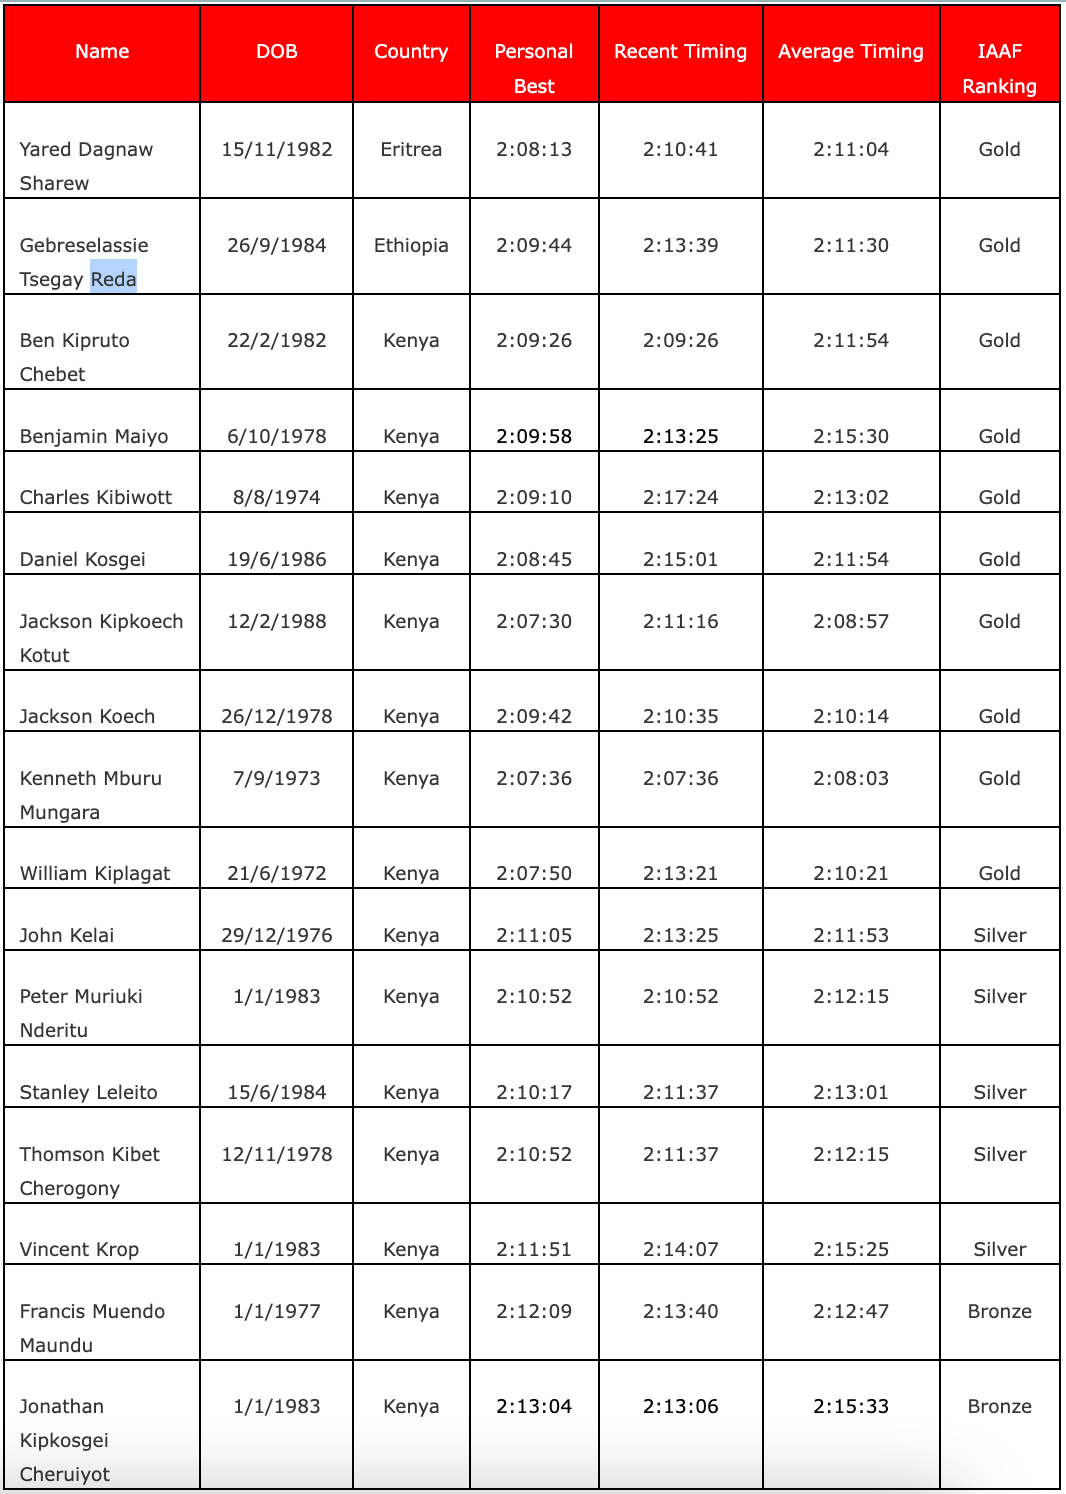 Name DOB Country Personal Best Recent Timing Average Timing IAAF Ranking
Yared Dagnaw Sharew 15/11/1982 Eritrea 2:08:13 2:10:41 2:11:04 Gold
Gebreselassie Tsegay Reda 26/9/1984 Ethiopia 2:09:44 2:13:39 2:11:30 Gold
Ben Kipruto Chebet 22/2/1982 Kenya 2:09:26 2:09:26 2:11:54 Gold
Benjamin Maiyo 6/10/1978 Kenya 2:09:58 2:13:25 2:15:30 Gold
Charles Kibiwott 8/8/1974 Kenya 2:09:10 2:17:24 2:13:02 Gold
Daniel Kosgei 19/6/1986 Kenya 2:08:45 2:15:01 2:11:54 Gold
Jackson Kipkoech Kotut 12/2/1988 Kenya 2:07:30 2:11:16 2:08:57 Gold
Jackson Koech 26/12/1978 Kenya 2:09:42 2:10:35 2:10:14 Gold
Kenneth Mburu Mungara 7/9/1973 Kenya 2:07:36 2:07:36 2:08:03 Gold
William Kiplagat 21/6/1972 Kenya 2:07:50 2:13:21 2:10:21 Gold
John Kelai 29/12/1976 Kenya 2:11:05 2:13:25 2:11:53 Silver
Peter Muriuki Nderitu 1/1/1983 Kenya 2:10:52 2:10:52 2:12:15 Silver
Stanley Leleito 15/6/1984 Kenya 2:10:17 2:11:37 2:13:01 Silver
Thomson Kibet Cherogony 12/11/1978 Kenya 2:10:52 2:11:37 2:12:15 Silver
Vincent Krop 1/1/1983 Kenya 2:11:51 2:14:07 2:15:25 Silver
Francis Muendo Maundu 1/1/1977 Kenya 2:12:09 2:13:40 2:12:47 Bronze
Jonathan Kipkosgei Cheruiyot 1/1/1983 Kenya 2:13:04 2:13:06 2:15:33 Bronze